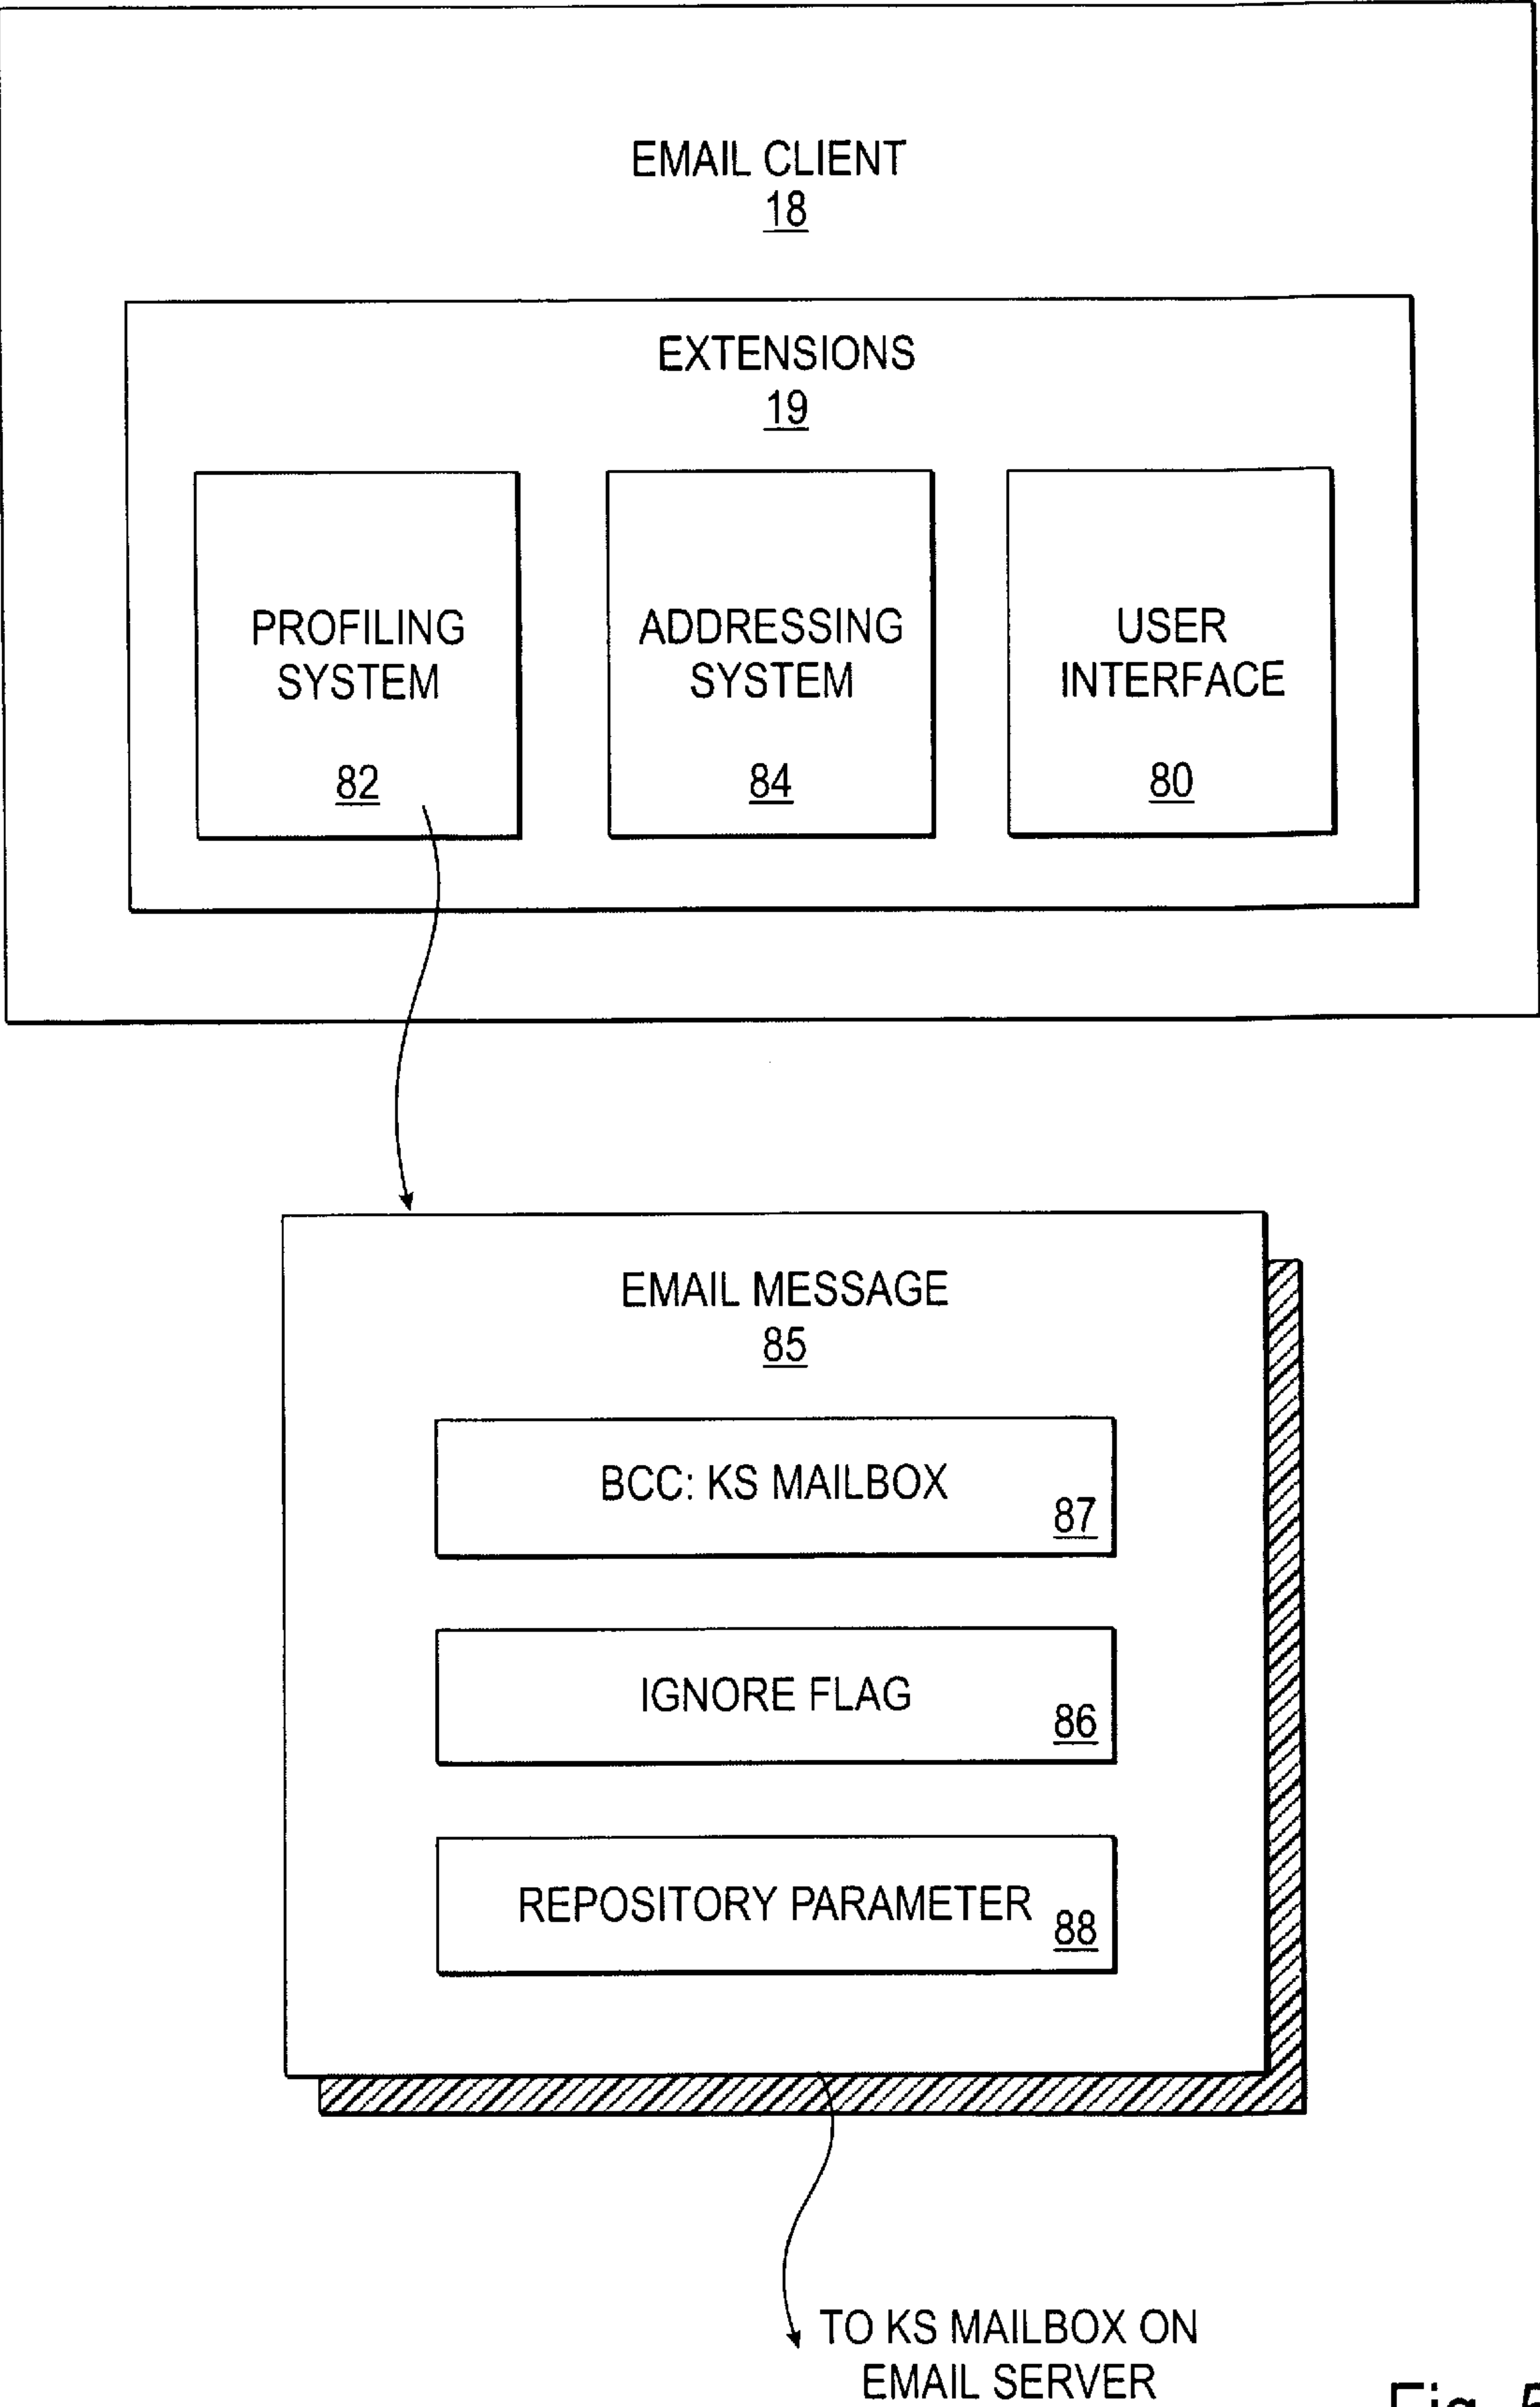 EMAIL CLIENT
18
EXTENSIONS
19
PROFILING
SYSTEM
82
ADDRESSING
SYSTEM
84
USER
INTERFACE
80
EMAIL MESSAGE
85
BCC: KS MAILBOX
87
IGNORE FLAG
86
REPOSITORY PARAMETER
88
TO KS MAILBOX ON
EMAIL SERVER